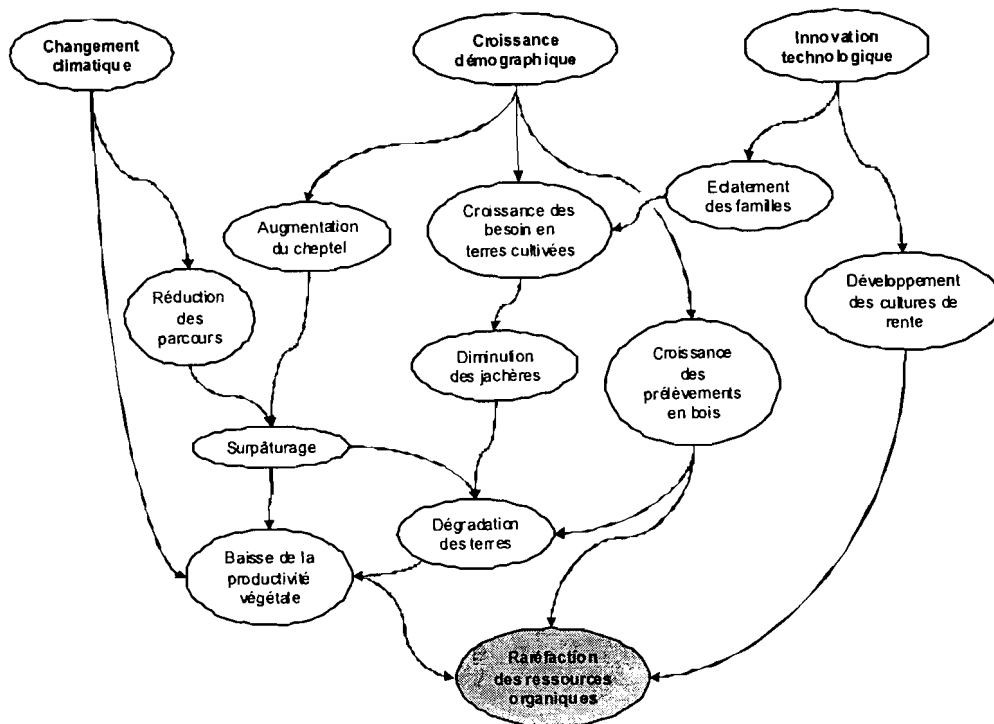 Changement
climatique
Croissance
démographique
Innovation
technologique
Eclatement
des familles
Augmentation
du cheptel
Croissance des
besoin en
terres cultivées
Réduction
des
parcours
Développement
des cultures de
rente
Diminution
des jachères
Croissance
des
prélèvements
en bois
Surpâturage
Dégradation
des terres
Baisse de la
productivité
végétale
Raréfaction
des ressources
organiques